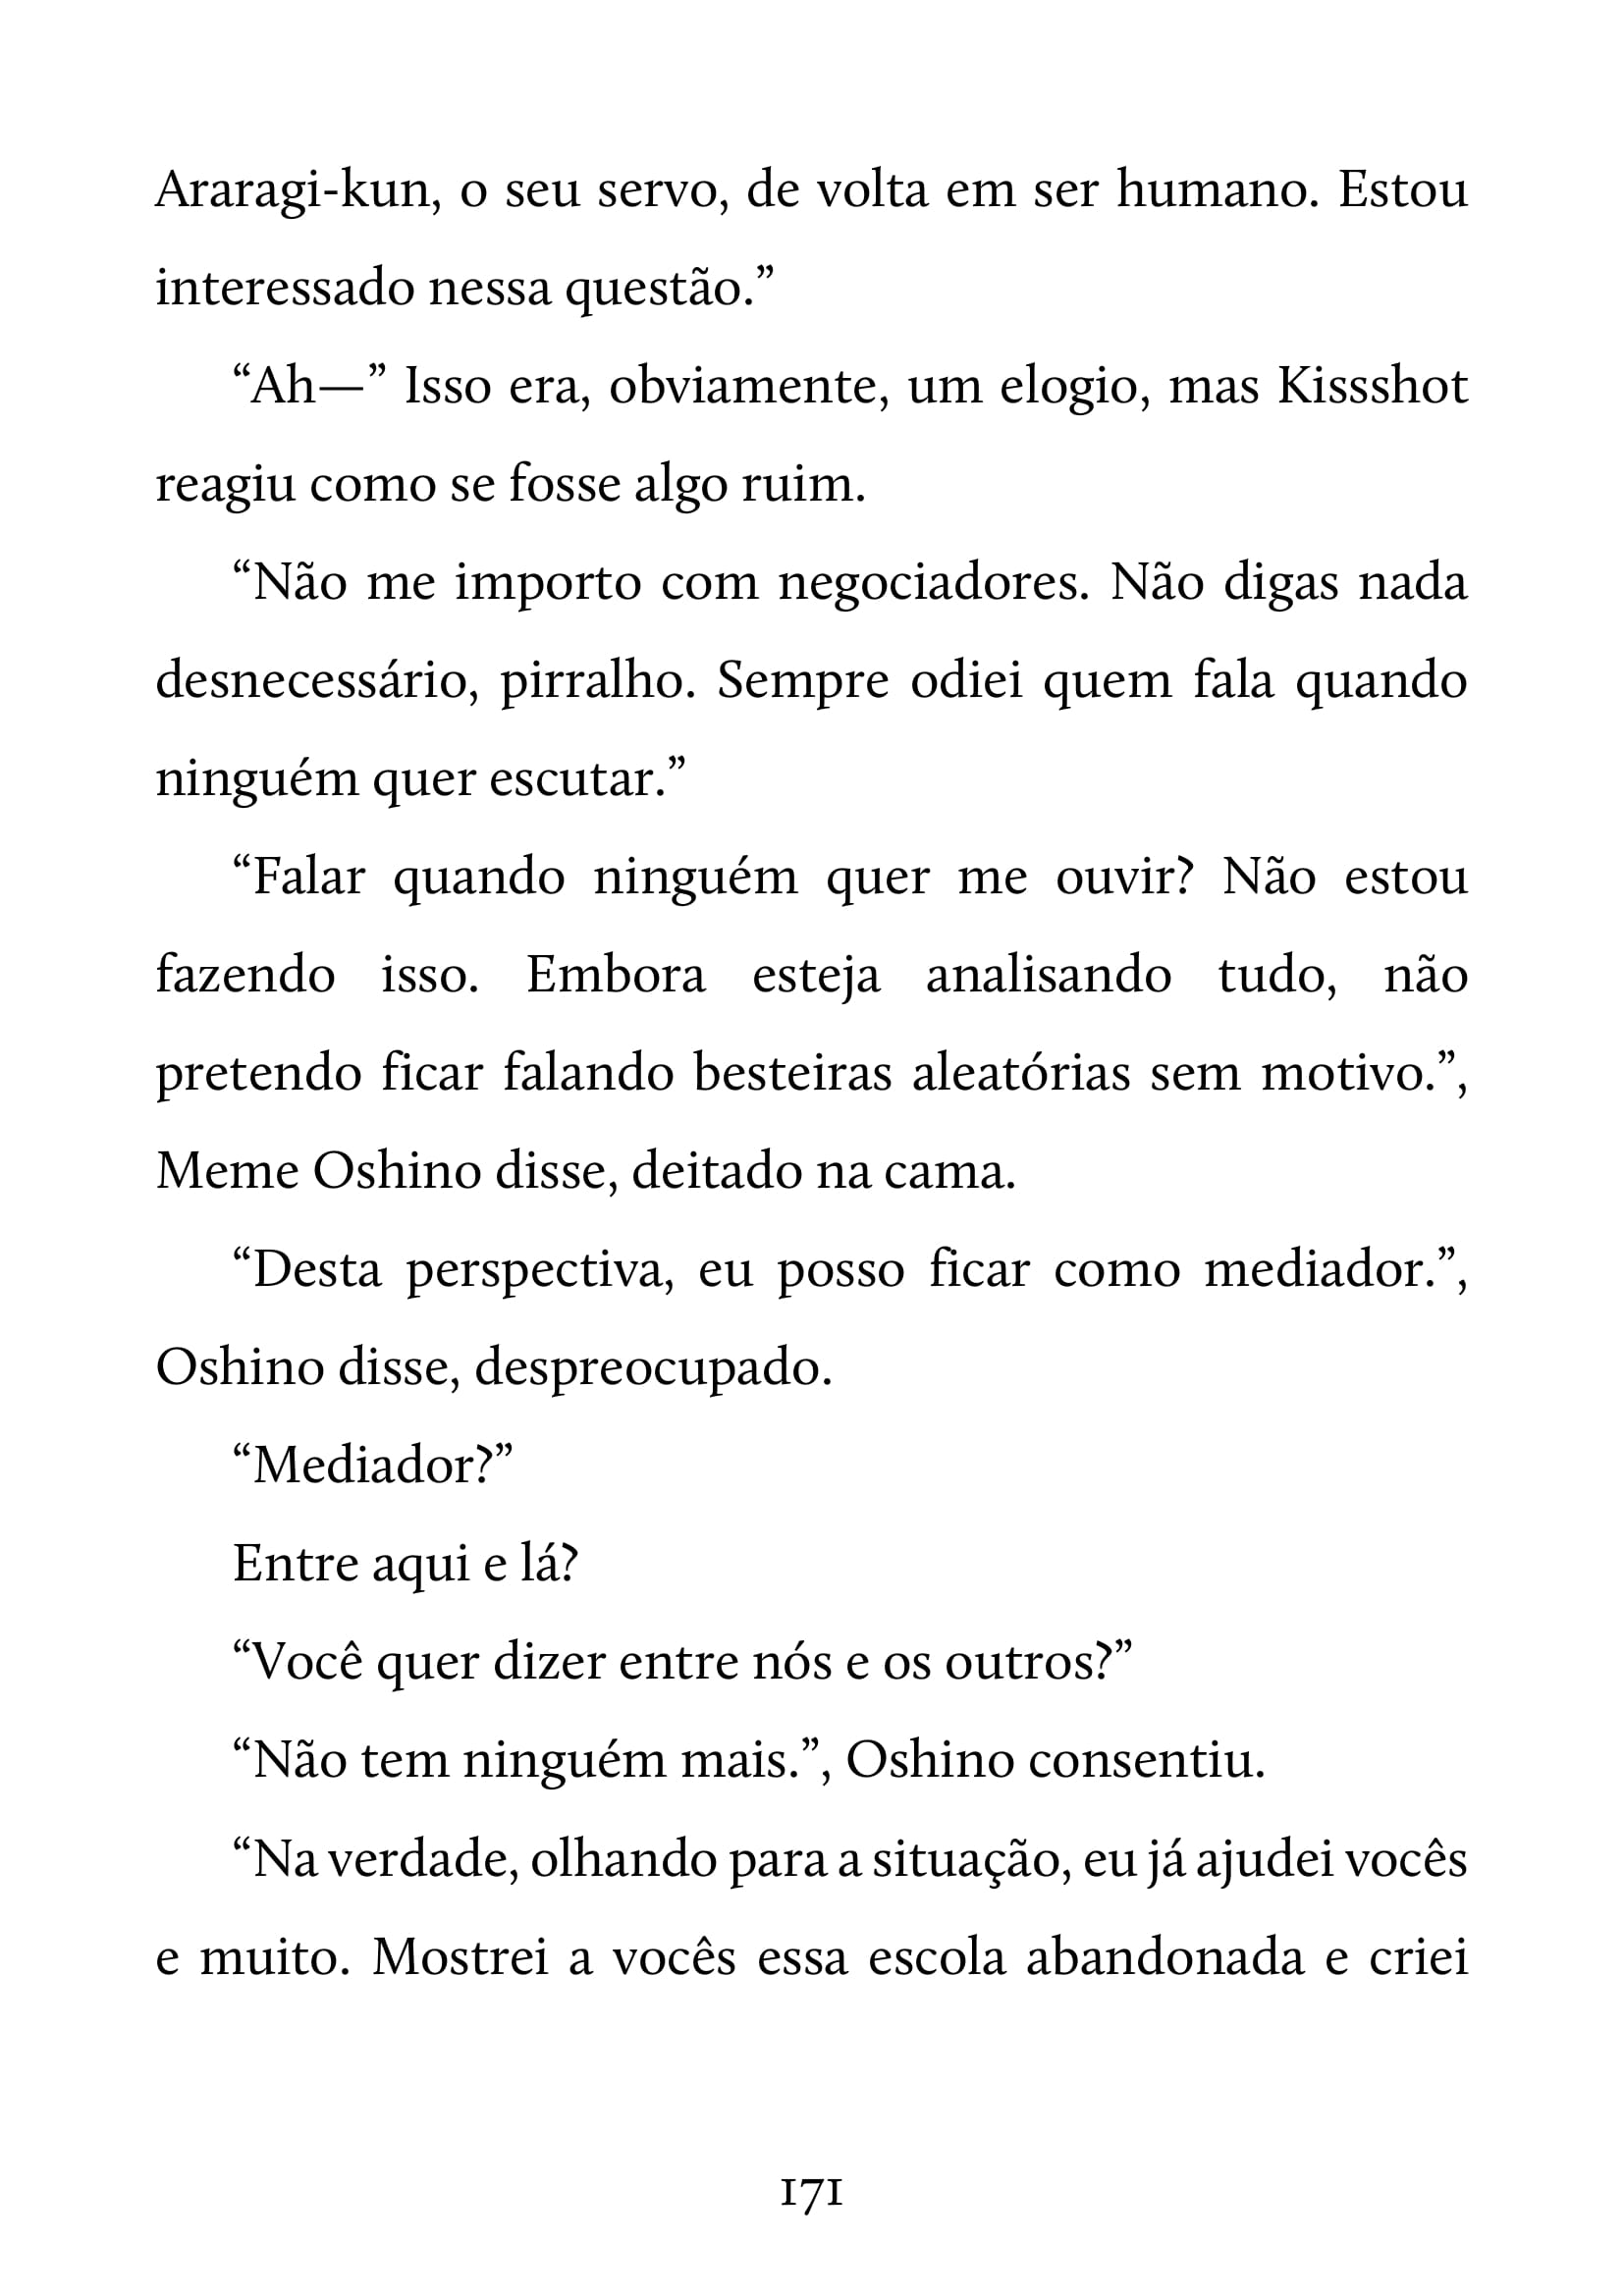 Araragi-kun, o seu servo, de volta em ser humano. Estou
interessado nessa questão.”
“Ah—” Isso era, obviamente, um elogio, mas Kissshot
reagiu como se fosse algo ruim.
“Não me importo com negociadores. Não digas nada
desnecessário, pirralho. Sempre odiei quem fala quando
ninguém quer escutar.”
“Falar quando ninguém quer me ouvir? Não estou
fazendo isso. Embora esteja analisando tudo, não
pretendo ficar falando besteiras aleatórias sem motivo.”,
Meme Oshino disse, deitado na cama.
“Desta perspectiva, eu posso ficar como mediador.”,
Oshino disse, despreocupado.
“Mediador?”
Entre aqui e lá?
“Você quer dizer entre nós e os outros?”
“Não tem ninguém mais.”, Oshino consentiu.
“Na verdade, olhando para a situação, eu já ajudei vocês
e muito. Mostrei a vocês essa escola abandonada e criei
171